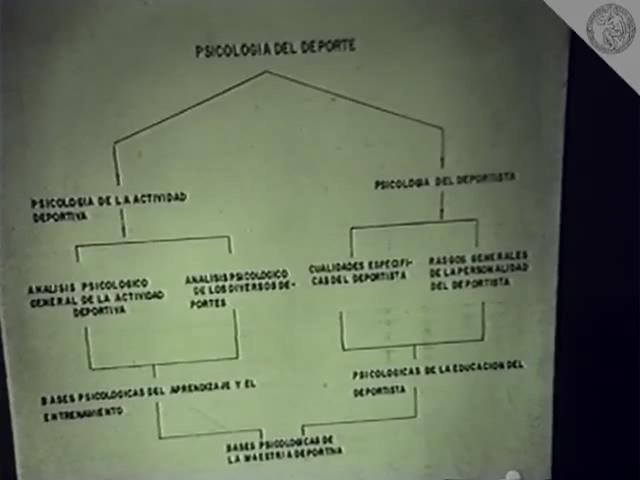 PSICOLOGIA DEL DEPORTE
PSICOLOGIA DE LA ACTIVIDAD
DEPORTIVA
PSICOLOGIA DEL DEPORTISTA
ANALISIS PSICOLOGICO
GENERAL DE LA ACTIVIDAD
DEPORTIVA
ANALISIS PSICOLOGICO
DE LOS DIVERSOS DE-
PORTES
CUALIDADES ESPECIFI-
CAS DEL DEPORTISTA
RASGOS GENERALES
DE LA PERSONALIDAD
DEL DEPORTISTA
BASES PSICOLOGICAS DEL APRENDIZAJE Y EL
ENTRENAMIENTO
PSICOLOGICAS DE LA EDUCACION DEL
DEPORTISTA
BASES PSICOLOGICAS DE
LA MAESTRIA DEPORTIVA